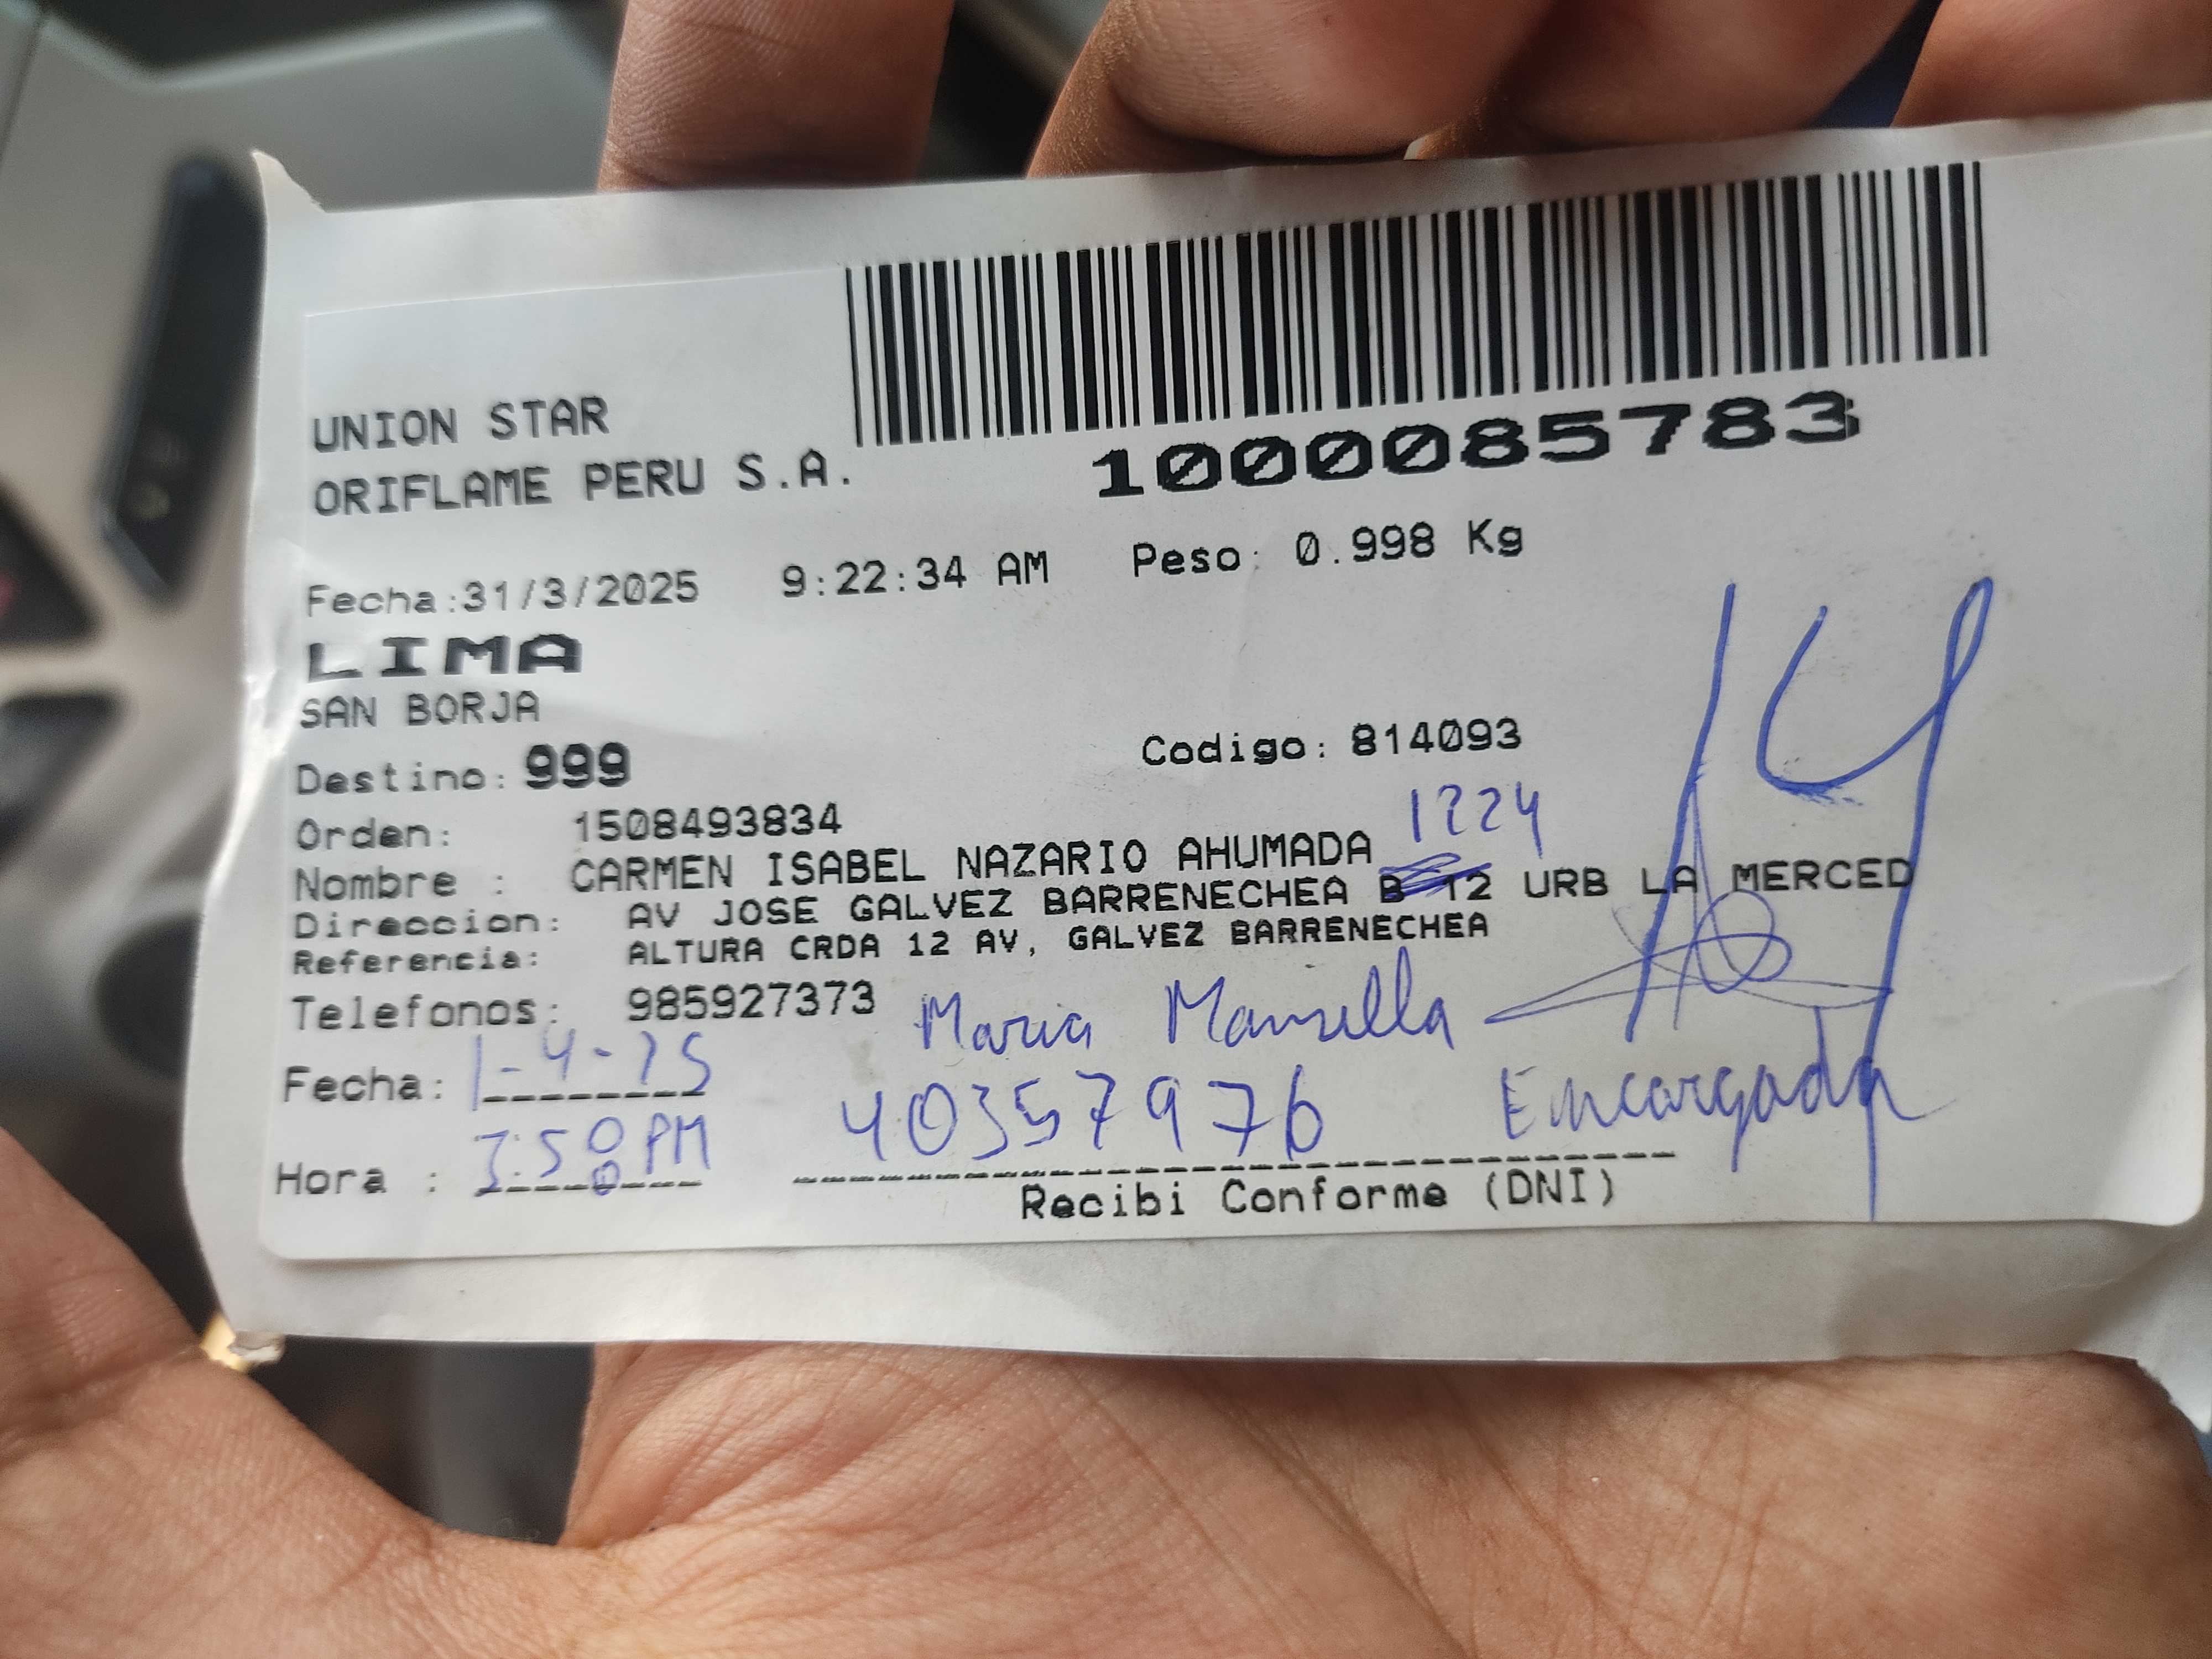 UNION STAR
ORIFLAME PERU S.A.
1000085783
Fecha:31/3/2025 9:22:34 AM Peso: 0.998 Kg
LIMA
SAN BORJA
Destino: 999 Codigo: 814093
Orden: 1508493834
1224
Nombre : CARMEN ISABEL NAZARIO AHUMADA
Direccion: AV JOSE GALVEZ BARRENECHEA B 12 URB LA MERCED
Referencia: ALTURA CRDA 12 AV, GALVEZ BARRENECHEA
Telefonos: 985927373
Maria Mansilla
Fecha: 1-4-25
40357976 Encargada
Hora : 3:50 PM
Recibi Conforme (DNI)
14